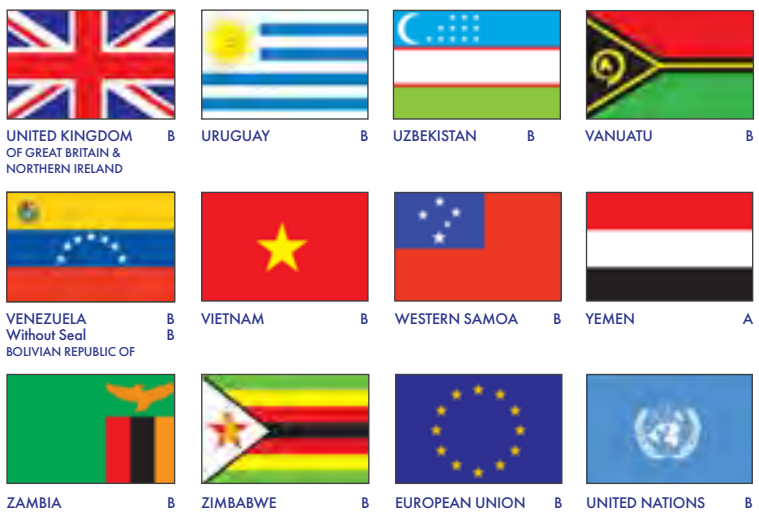 UNITED KINGDOM B
OF GREAT BRITAIN &
NORTHERN IRELAND
URUGUAY B
UZBEKISTAN B
VANUATU B
VENEZUELA B
Without Seal B
BOLIVIAN REPUBLIC OF
VIETNAM B
WESTERN SAMOA B
YEMEN A
ZAMBIA B
ZIMBABWE B
EUROPEAN UNION B
UNITED NATIONS B